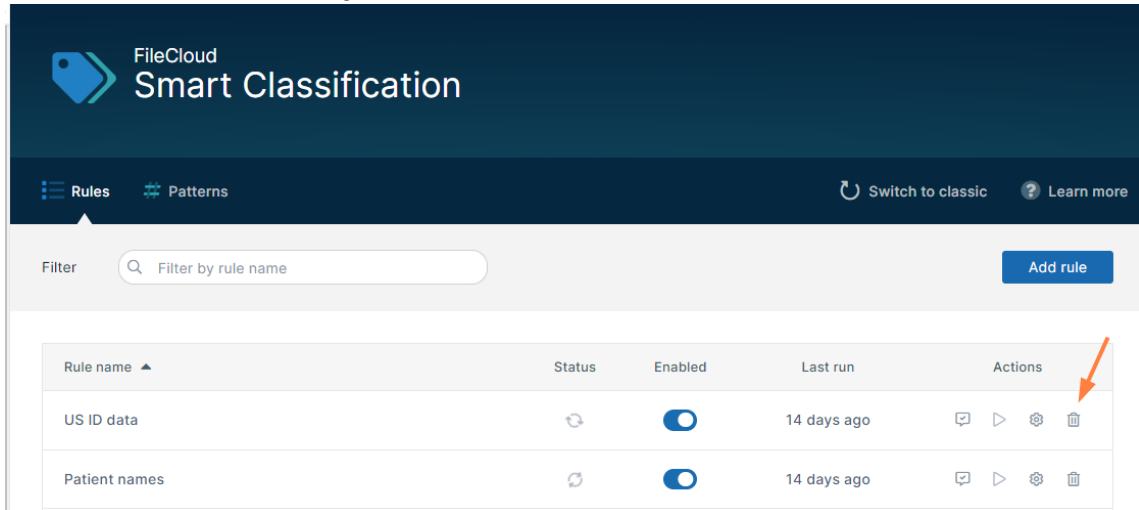 FileCloud
Smart Classification
Rules Patterns Switch to classic ? Learn more
Filter Filter by rule name Add rule
Rule name Status Enabled Last run Actions
US ID data 14 days ago
Patient names 14 days ago